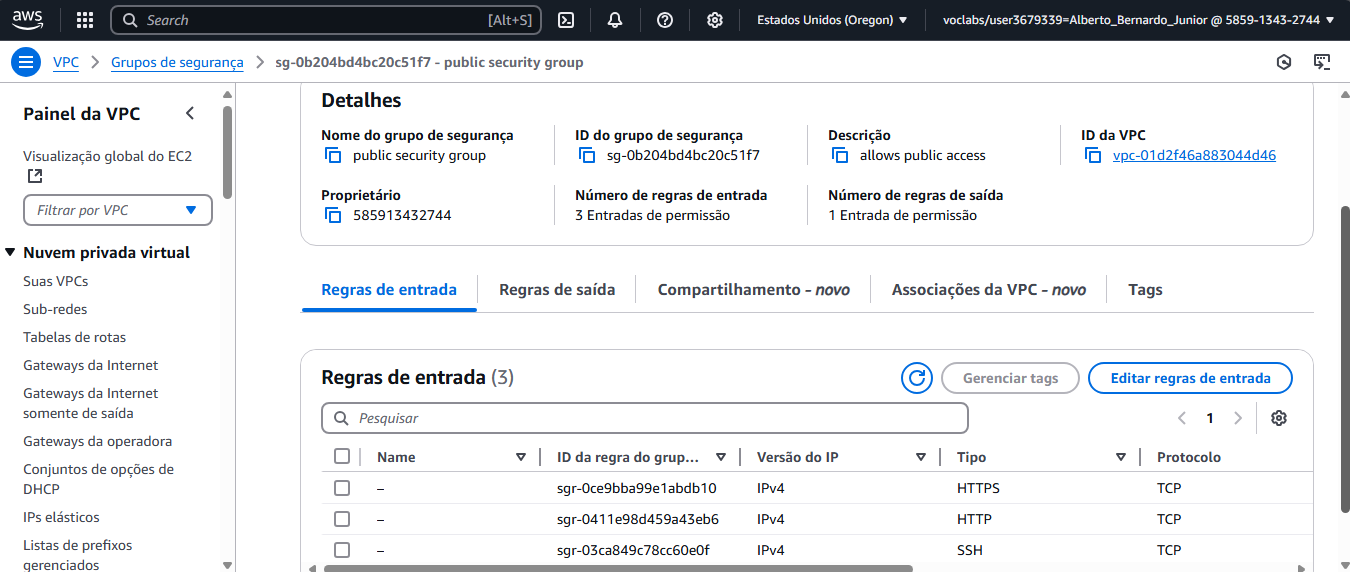 aws Search [Alt+S] Estados Unidos (Oregon) voclabs/user3679339=Alberto_Bernardo_Junior @ 5859-1343-2744
VPC > Grupos de segurança > sg-0b204bd4bc20c51f7 - public security group
Painel da VPC
Visualização global do EC2
Filtrar por VPC
Nuvem privada virtual
Suas VPCs
Sub-redes
Tabelas de rotas
Gateways da Internet
Gateways da Internet
somente de saída
Gateways da operadora
Conjuntos de opções de
DHCP
IPs elásticos
Listas de prefixos
gerenciados
Detalhes
Nome do grupo de segurança
public security group
ID do grupo de segurança
sg-0b204bd4bc20c51f7
Descrição
allows public access
ID da VPC
vpc-01d2f46a883044d46
Proprietário
585913432744
Número de regras de entrada
3 Entradas de permissão
Número de regras de saída
1 Entrada de permissão
Regras de entrada Regras de saída Compartilhamento - novo Associações da VPC - novo Tags
Regras de entrada (3) Gerenciar tags Editar regras de entrada
Pesquisar 1
Name ID da regra do grup... Versão do IP Tipo Protocolo
– sgr-0ce9bba99e1abdb10 IPv4 HTTPS TCP
– sgr-0411e98d459a43eb6 IPv4 HTTP TCP
– sgr-03ca849c78cc60e0f IPv4 SSH TCP